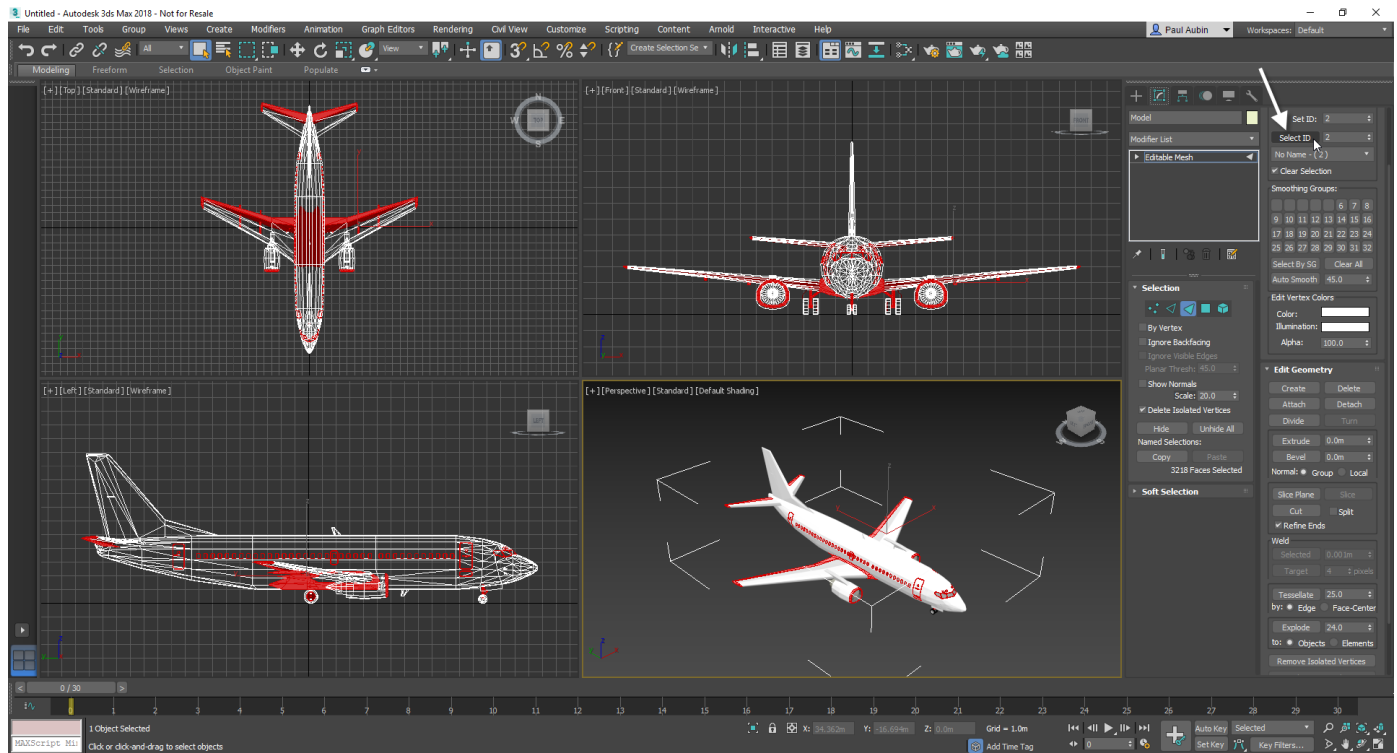 Untitled - Autodesk 3ds Max 2018 - Not for Resale
File Edit Tools Group Views Create Modifiers Animation Graph Editors Rendering Civil View Customize Scripting Content Arnold Interactive Help
Paul Aubin
Workspaces: Default
All
View
Create Selection Se
Modeling Freeform Selection Object Paint Populate
[+] [Top] [Standard] [Wireframe]
[+] [Front] [Standard] [Wireframe]
N
W TOP E
S
FRONT
Model
Modifier List
Editable Mesh
Set ID: 2
Select ID 2
No Name - ( 2 )
Clear Selection
Smoothing Groups:
6 7 8
9 10 11 12 13 14 15 16
17 18 19 20 21 22 23 24
25 26 27 28 29 30 31 32
Select By SG Clear All
Auto Smooth 45.0
Edit Vertex Colors
Color:
Illumination:
Alpha: 100.0
Selection
By Vertex
Ignore Backfacing
Ignore Visible Edges
Planar Thresh: 45.0
Show Normals
Scale: 20.0
Delete Isolated Vertices
Hide Unhide All
Named Selections:
Copy Paste
3218 Faces Selected
Soft Selection
Edit Geometry
Create Delete
Attach Detach
Divide Turn
Extrude 0.0m
Bevel 0.0m
Normal: Group Local
Slice Plane Slice
Cut Split
Refine Ends
Weld
Selected 0.001m
Target 4 pixels
Tessellate 25.0
by: Edge Face-Center
Explode 24.0
to: Objects Elements
Remove Isolated Vertices
[+] [Left] [Standard] [Wireframe]
[+] [Perspective] [Standard] [Default Shading]
LEFT
0 / 30
0 1 2 3 4 5 6 7 8 9 10 11 12 13 14 15 16 17 18 19 20 21 22 23 24 25 26 27 28 29 30
1 Object Selected
MAXScript Mi
Click or click-and-drag to select objects
X: 34.362m Y: -16.694m Z: 0.0m
Grid = 1.0m
Add Time Tag
0
Auto Key Selected
Set Key Key Filters...